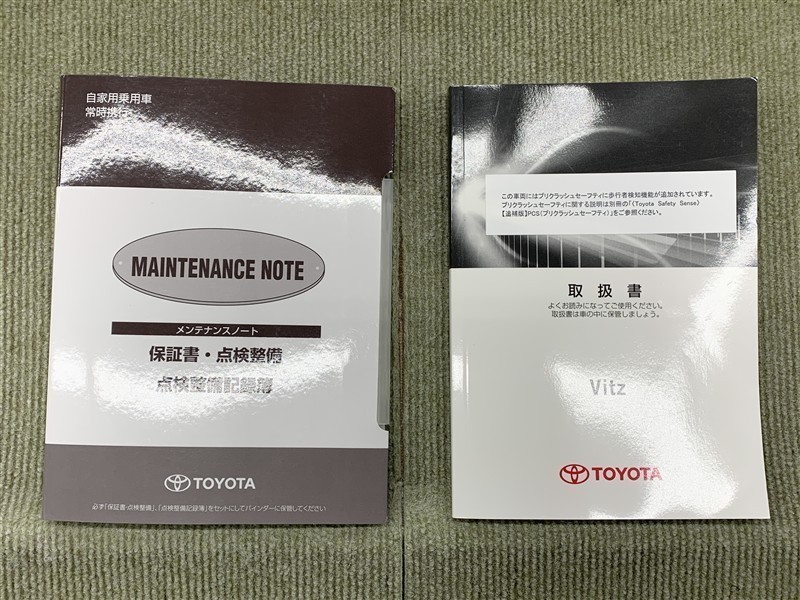 自家用乗用車
常時携行
MAINTENANCE NOTE
メンテナンスノート
保証書・点検整備
点検整備記録簿
TOYOTA
必ず「保証書・点検整備」、「点検整備記録簿」をセットにしてバインダーに保管してください
この車両にはプリクラッシュセーフティに歩行者検知機能が追加されています。
プリクラッシュセーフティに関する説明は別冊の「〈Toyota Safety Sense〉
【追補版】PCS（プリクラッシュセーフティ）」をご参照ください。
取扱書
よくお読みになってご使用ください。
取扱書は車の中に保管しましょう。
Vitz
TOYOTA